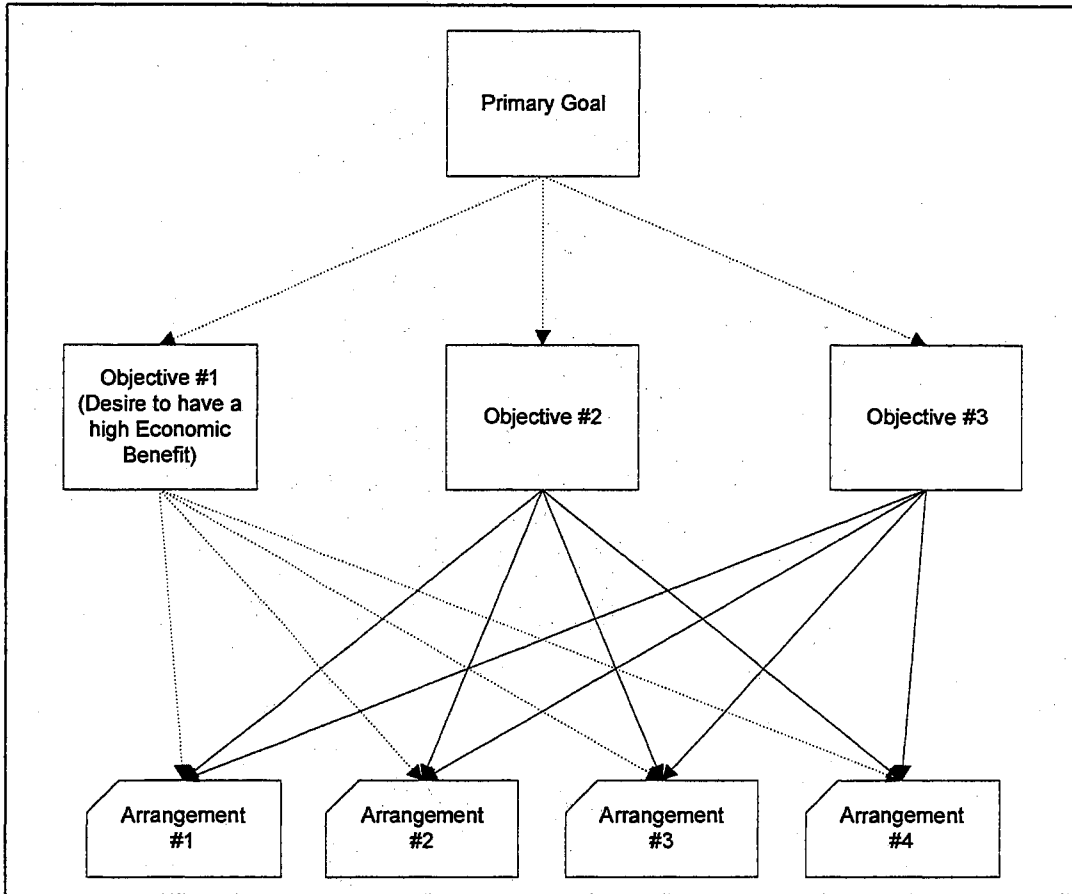 Primary Goal
Objective #1
(Desire to have a
high Economic
Benefit)
Objective #2
Objective #3
Arrangement
#1
Arrangement
#2
Arrangement
#3
Arrangement
#4